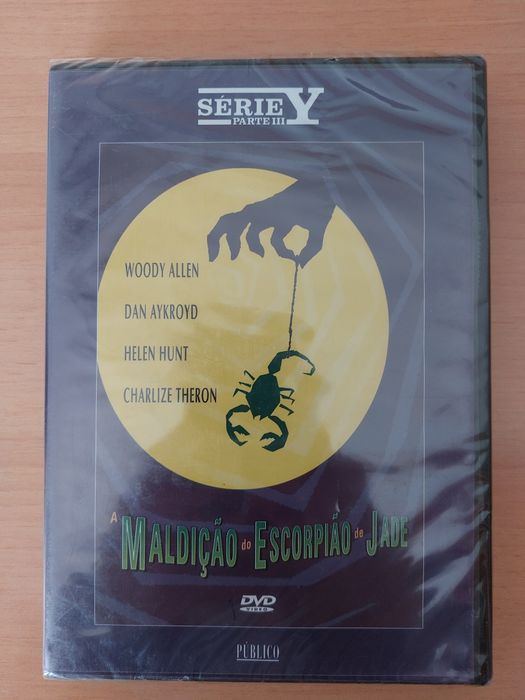 SÉRIE Y
PARTE III
WOODY ALLEN
DAN AYKROYD
HELEN HUNT
CHARLIZE THERON
A MALDIÇÃO do ESCORPIÃO de JADE
DVD
VIDEO
PÚBLICO